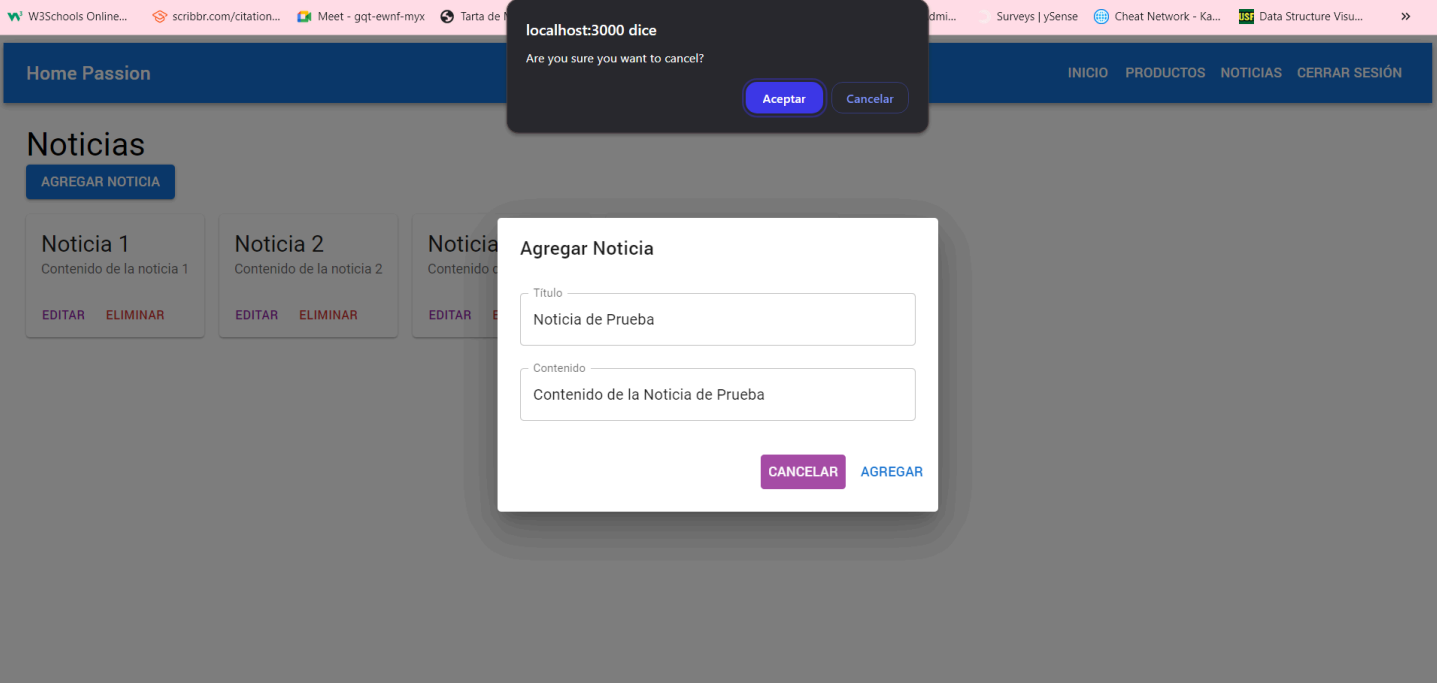 W3Schools Online...
scribbr.com/citation...
Meet - gqt-ewnf-myx
Tarta de
Surveys | ySense
Cheat Network - Ka...
USF Data Structure Visu...
»
localhost:3000 dice
Are you sure you want to cancel?
Aceptar
Cancelar
Home Passion
INICIO PRODUCTOS NOTICIAS CERRAR SESIÓN
Noticias
AGREGAR NOTICIA
Noticia 1
Contenido de la noticia 1
EDITAR ELIMINAR
Noticia 2
Contenido de la noticia 2
EDITAR ELIMINAR
Noticia
Contenido
EDITAR
Agregar Noticia
Título
Noticia de Prueba
Contenido
Contenido de la Noticia de Prueba
CANCELAR AGREGAR